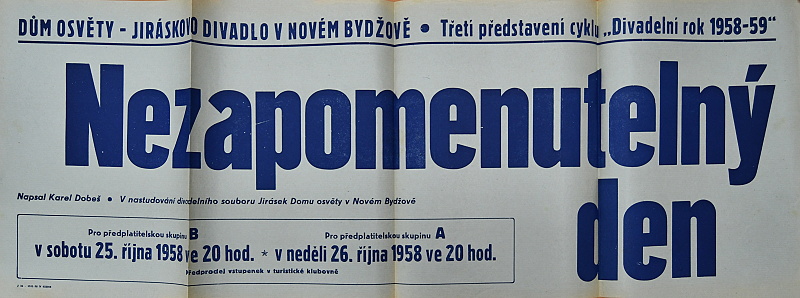 DŮM OSVĚTY - JIRÁSKOVO DIVADLO V NOVÉM BYDŽOVĚ • Třetí představení cyklu „Divadelní rok 1958-59“
Nezapomenutelný
den
Napsal Karel Dobeš • V nastudování divadelního souboru Jirásek Domu osvěty v Novém Bydžově
Pro předplatitelskou skupinu B
v sobotu 25. října 1958 ve 20 hod. * v neděli 26. října 1958 ve 20 hod.
Pro předplatitelskou skupinu A
Předprodej vstupenek v turistické klubovně